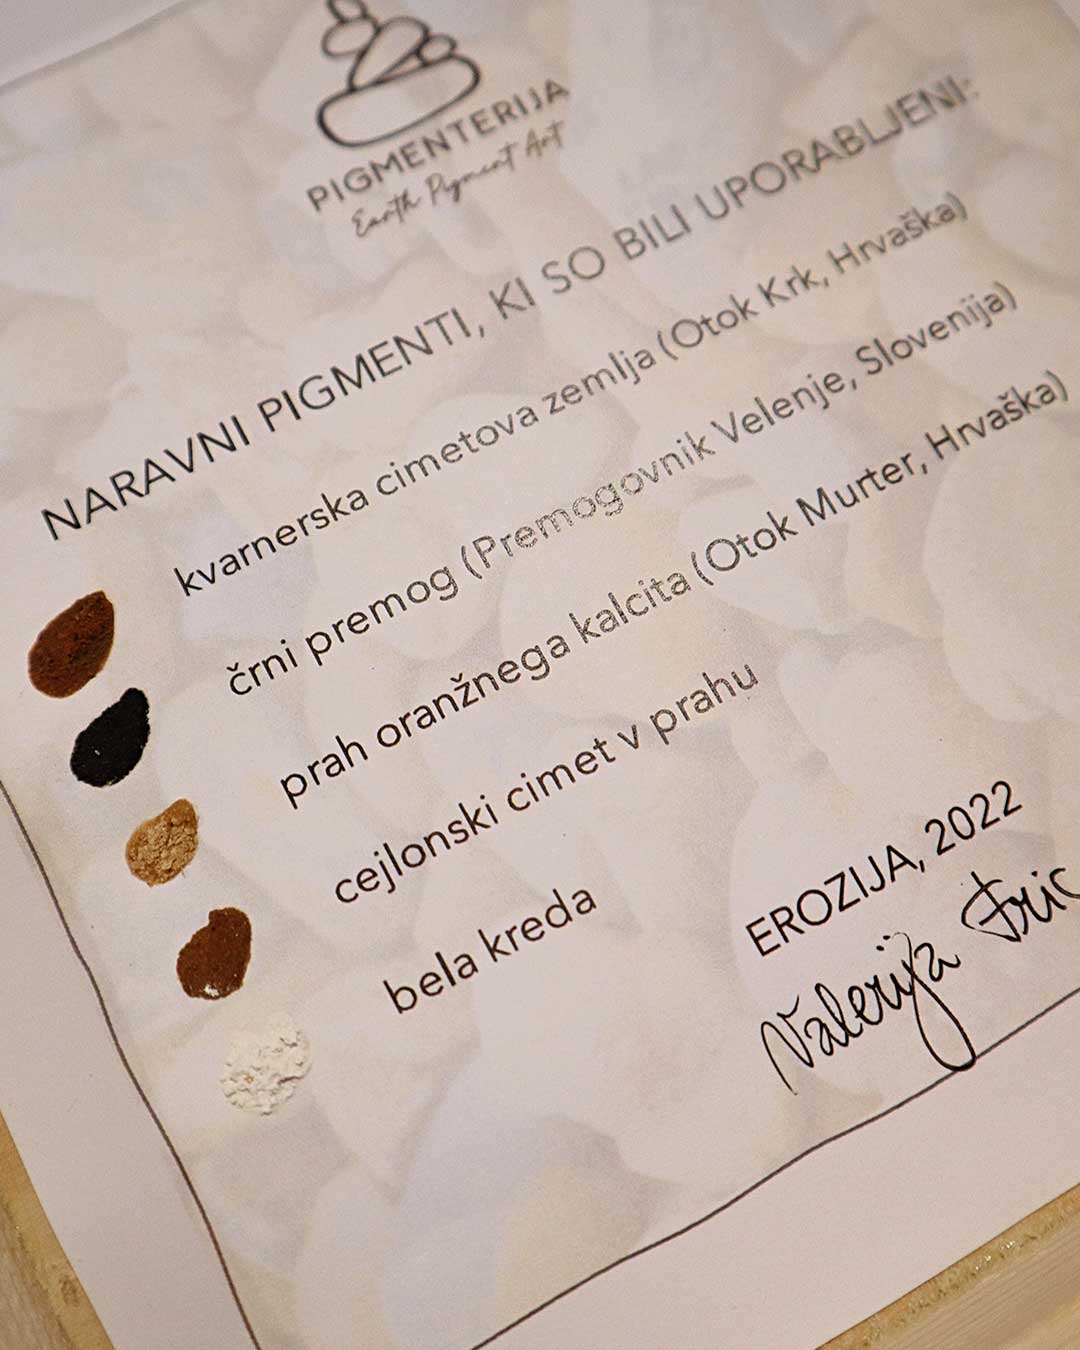 PIGMENTERIJA
Earth Pigment Art
NARAVNI PIGMENTI, KI SO BILI UPORABLJENI:
kvarnerska cimetova zemlja (Otok Krk, Hrvaška)
črni premog (Premogovnik Velenje, Slovenija)
prah oranžnega kalcita (Otok Murter, Hrvaška)
cejlonski cimet v prahu
bela kreda
EROZIJA, 2022
Valerija Fric